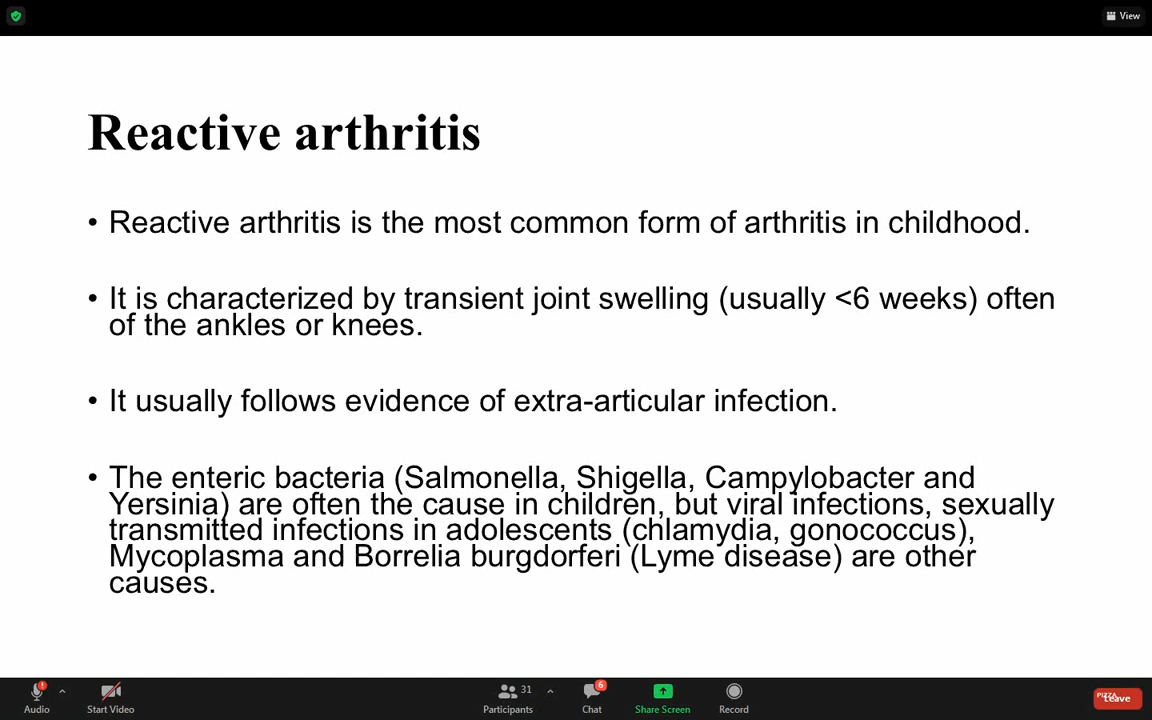 View
Reactive arthritis
• Reactive arthritis is the most common form of arthritis in childhood.
• It is characterized by transient joint swelling (usually <6 weeks) often
of the ankles or knees.
• It usually follows evidence of extra-articular infection.
• The enteric bacteria (Salmonella, Shigella, Campylobacter and
Yersinia) are often the cause in children, but viral infections, sexually
transmitted infections in adolescents (chlamydia, gonococcus),
Mycoplasma and Borrelia burgdorferi (Lyme disease) are other
causes.
Audio
Start Video
31
Participants
6
Chat
Share Screen
Record
PIZZA
Leave